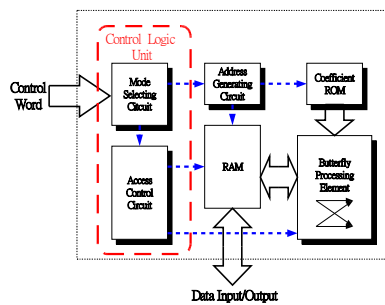 Control Logic
Unit
Control
Word
Mode
Selecting
Citcuit
Address
Generating
Circuit
Coefficient
ROM
Access
Control
Circuit
RAM
Butterfly
Processing
Element
Data Input/Output